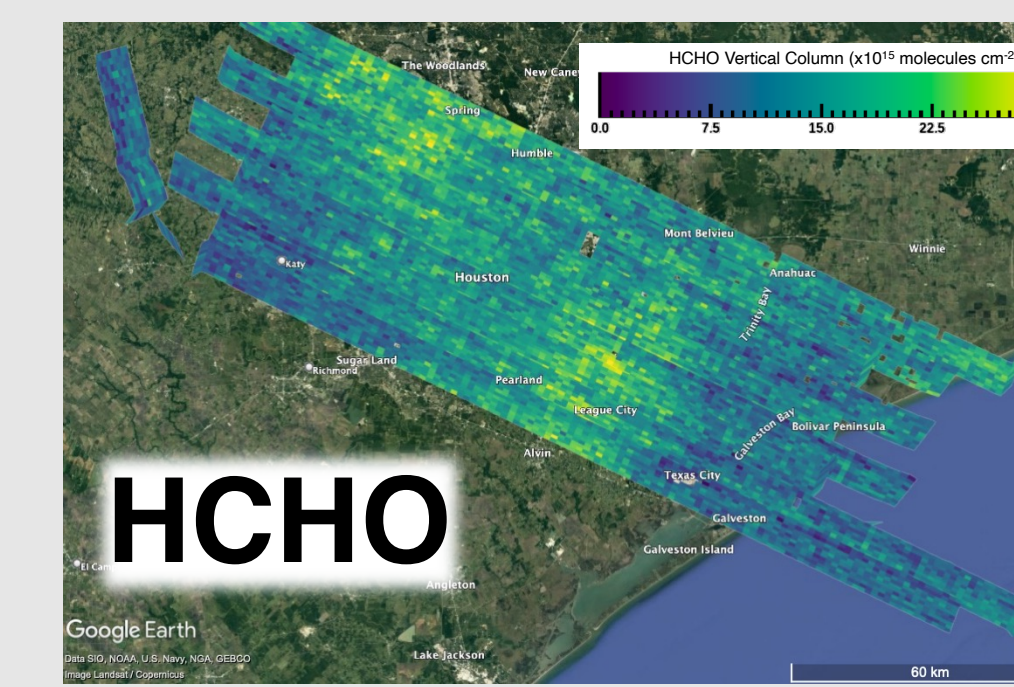 HCHO Vertical Column (x10¹⁵ molecules cm⁻²
0.0 7.5 15.0 22.5
The Woodlands
New Caney
Spring
Humble
Mont Belvieu
Winnie
Katy
Houston
Anahuac
Trinity Bay
Sugar Land
Richmond
Pearland
League City
Galveston Bay
Bolivar Peninsula
Alvin
Texas City
Galveston
Galveston Island
HCHO
El Cam
Angleton
Google Earth
Lake Jackson
Data SIO, NOAA, U.S. Navy, NGA, GEBCO
Image Landsat / Copernicus
60 km